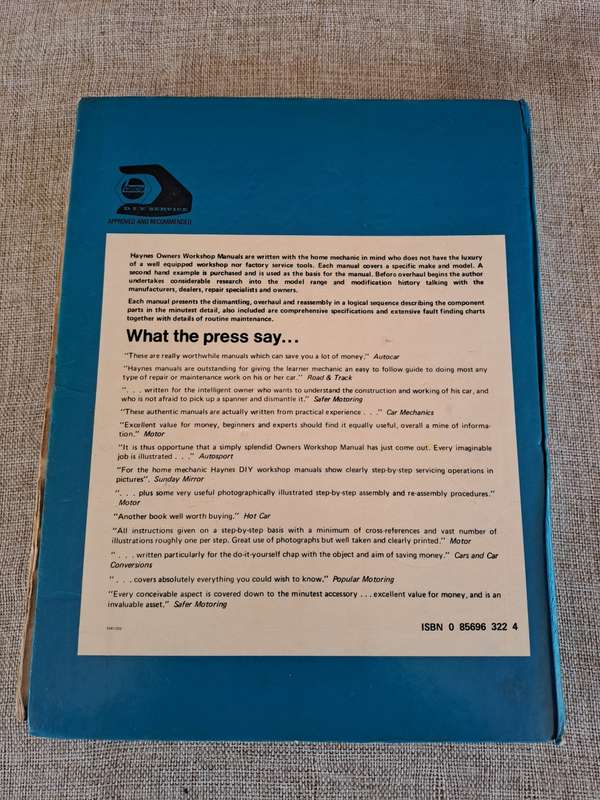 Castrol
D.I.Y SERVICE
APPROVED AND RECOMMENDED
Haynes Owners Workshop Manuals are written with the home mechanic in mind who does not have the luxury
of a well equipped workshop nor factory service tools. Each manual covers a specific make and model. A
second hand example is purchased and is used as the basis for the manual. Before overhaul begins the author
undertakes considerable research into the model range and modification history talking with the
manufacturers, dealers, repair specialists and owners.
Each manual presents the dismantling, overhaul and reassembly in a logical sequence describing the component
parts in the minutest detail, also included are comprehensive specifications and extensive fault finding charts
together with details of routine maintenance.
What the press say...
"These are really worthwhile manuals which can save you a lot of money." Autocar
"Haynes manuals are outstanding for giving the learner mechanic an easy to follow guide to doing most any
type of repair or maintenance work on his or her car." Road & Track
". . . written for the intelligent owner who wants to understand the construction and working of his car, and
who is not afraid to pick up a spanner and dismantle it." Safer Motoring
"These authentic manuals are actually written from practical experience . . ." Car Mechanics
"Excellent value for money, beginners and experts should find it equally useful, overall a mine of informa-
tion." Motor
"It is thus opportune that a simply splendid Owners Workshop Manual has just come out. Every imaginable
job is illustrated . . ." Autosport
"For the home mechanic Haynes DIY workshop manuals show clearly step-by-step servicing operations in
pictures". Sunday Mirror
". . . plus some very useful photographically illustrated step-by-step assembly and re-assembly procedures."
Motor
"Another book well worth buying." Hot Car
"All instructions given on a step-by-step basis with a minimum of cross-references and vast number of
illustrations roughly one per step. Great use of photographs but well taken and clearly printed." Motor
". . . written particularly for the do-it-yourself chap with the object and aim of saving money." Cars and Car
Conversions
". . . covers absolutely everything you could wish to know." Popular Motoring
"Every conceivable aspect is covered down to the minutest accessory . . . excellent value for money, and is an
invaluable asset." Safer Motoring
ISBN 0 85696 322 4